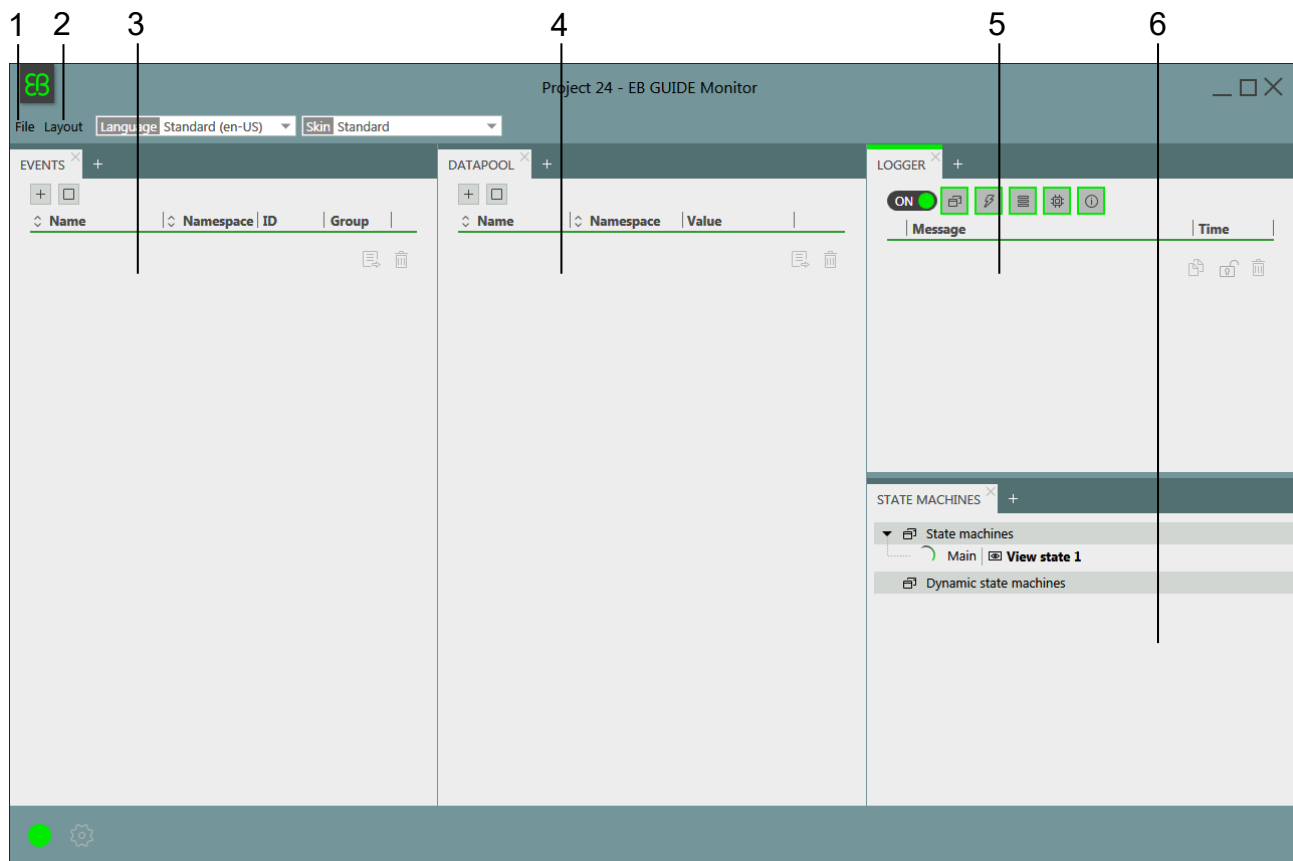 1 2 3 4 5 6
EB
Project 24 - EB GUIDE Monitor
File Layout Language Standard (en-US) Skin Standard
EVENTS
Name Namespace ID Group
DATAPOOL
Name Namespace Value
LOGGER
ON
Message Time
STATE MACHINES
State machines
Main View state 1
Dynamic state machines